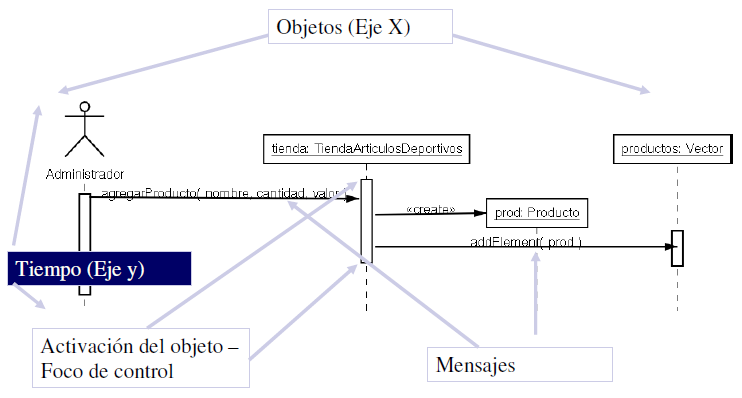 Objetos (Eje X)
tienda: TiendaArticulosDeportivos
productos: Vector
Administrador
agregarProducto( nombre, cantidad, valor )
«create»
prod: Producto
addElement( prod )
Tiempo (Eje y)
Activación del objeto –
Foco de control
Mensajes